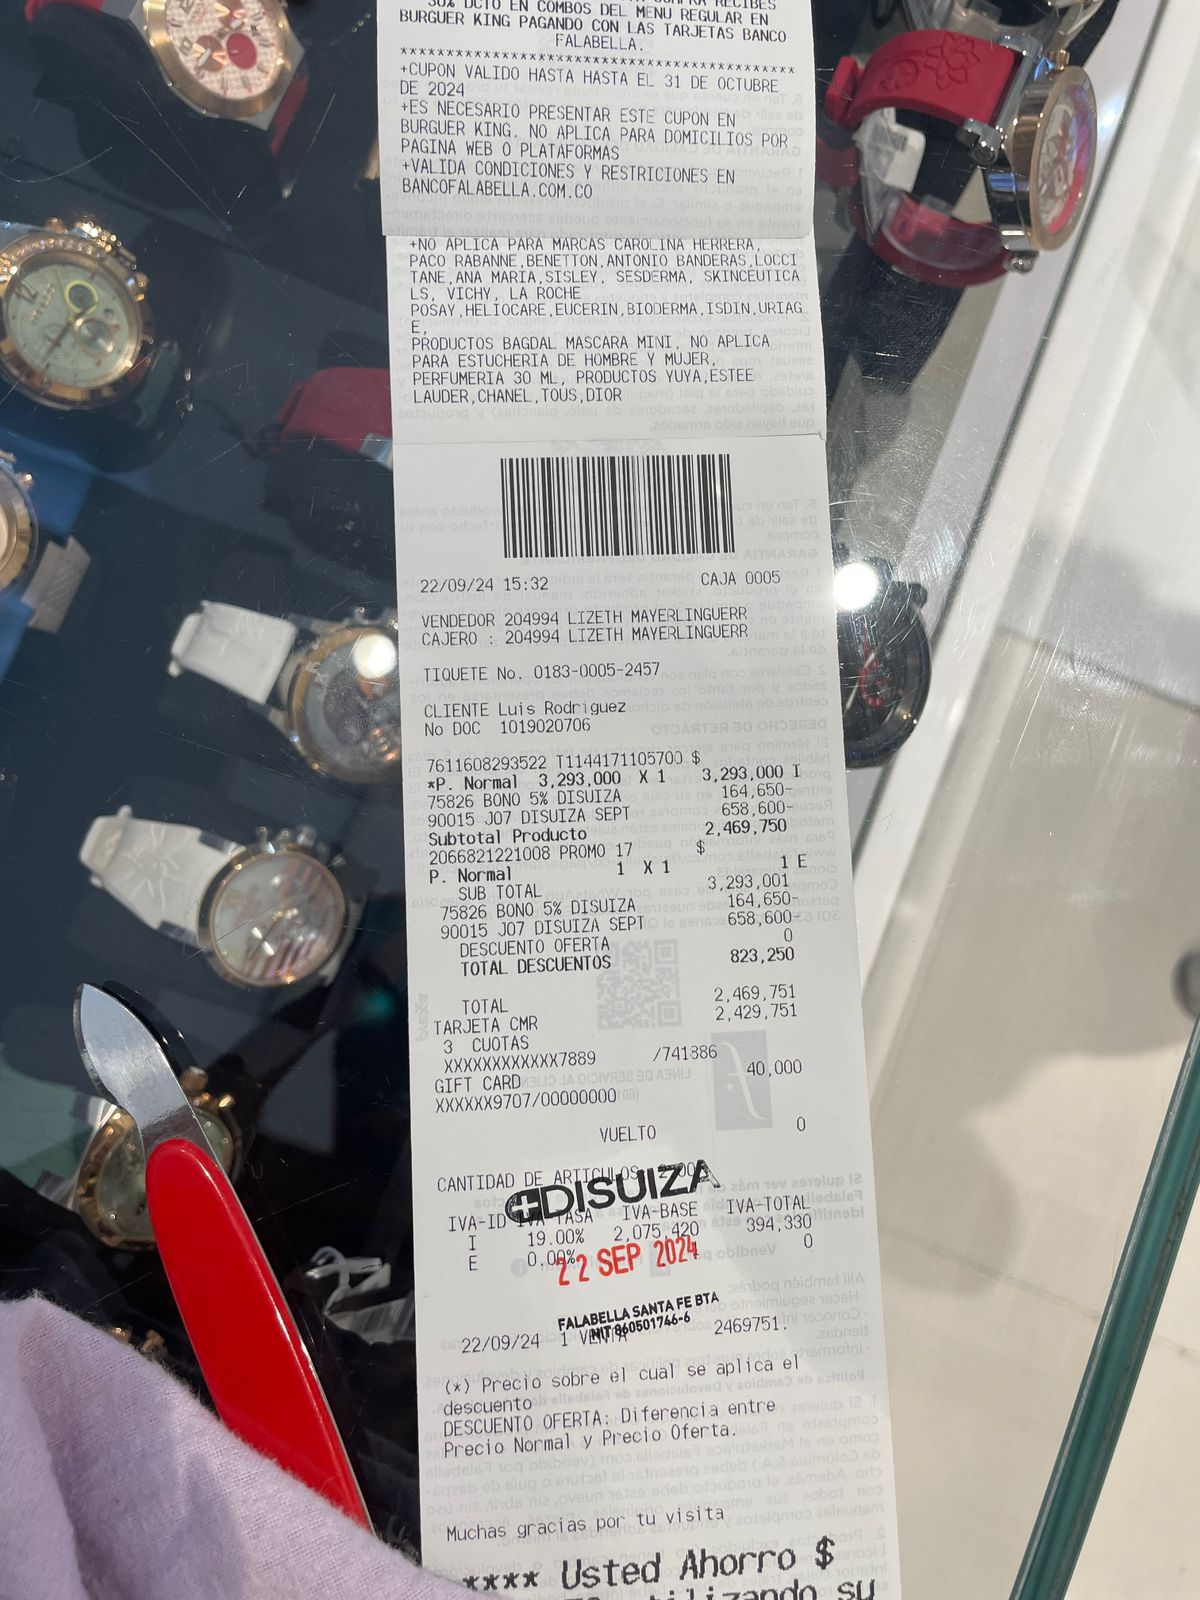 30% DCTO EN COMBOS DEL MENU REGULAR EN
BURGUER KING PAGANDO CON LAS TARJETAS BANCO
FALABELLA.
******************************************
+CUPON VALIDO HASTA HASTA EL 31 DE OCTUBRE
DE 2024
+ES NECESARIO PRESENTAR ESTE CUPON EN
BURGUER KING. NO APLICA PARA DOMICILIOS POR
PAGINA WEB O PLATAFORMAS
+VALIDA CONDICIONES Y RESTRICIONES EN
BANCOFALABELLA.COM.CO
+NO APLICA PARA MARCAS CAROLINA HERRERA,
PACO RABANNE,BENETTON,ANTONIO BANDERAS,LOCCI
TANE,ANA MARIA,SISLEY, SESDERMA, SKINCEUTICA
LS, VICHY, LA ROCHE
POSAY,HELIOCARE,EUCERIN,BIODERMA,ISDIN,URIAG
E,
PRODUCTOS BAGDAL MASCARA MINI, NO APLICA
PARA ESTUCHERIA DE HOMBRE Y MUJER,
PERFUMERIA 30 ML, PRODUCTOS YUYA,ESTEE
LAUDER,CHANEL,TOUS,DIOR
22/09/24 15:32 CAJA 0005
VENDEDOR 204994 LIZETH MAYERLINGUERR
CAJERO : 204994 LIZETH MAYERLINGUERR
TIQUETE No. 0183-0005-2457
CLIENTE Luis Rodriguez
No DOC 1019020706
7611608293522 T1144171105700 $
*P. Normal 3,293,000 X 1 3,293,000 I
75826 BONO 5% DISUIZA 164,650-
90015 J07 DISUIZA SEPT 658,600-
Subtotal Producto 2,469,750
2066821221008 PROMO 17 $
P. Normal 1 X 1 1 E
SUB TOTAL 3,293,001
75826 BONO 5% DISUIZA 164,650-
90015 J07 DISUIZA SEPT 658,600-
DESCUENTO OFERTA 0
TOTAL DESCUENTOS 823,250
TOTAL 2,469,751
TARJETA CMR 2,429,751
3 CUOTAS
XXXXXXXXXXXX7889 /741886
GIFT CARD 40,000
XXXXXX9707/00000000
VUELTO 0
CANTIDAD DE ARTICULOS
DISUIZA
IVA-ID IVA TASA IVA-BASE IVA-TOTAL
I 19.00% 2,075,420 394,330
E 0.00% 0
22 SEP 2024
FALABELLA SANTA FE BTA
NIT 860501746-6
22/09/24 1 VENTA 2469751.
(*) Precio sobre el cual se aplica el
descuento
DESCUENTO OFERTA: Diferencia entre
Precio Normal y Precio Oferta.
Muchas gracias por tu visita
**** Usted Ahorro $
utilizando su